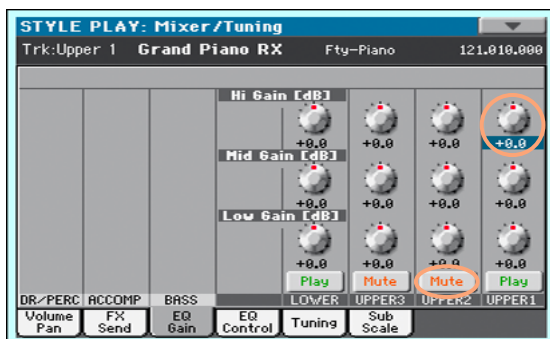 STYLE PLAY: Mixer/Tuning
Trk:Upper 1 Grand Piano RX Fty-Piano 121.010.000
Hi Gain [dB]
+0.0 +0.0 +0.0 +0.0
Mid Gain [dB]
+0.0 +0.0 +0.0 +0.0
Low Gain [dB]
+0.0 +0.0 +0.0 +0.0
Play Mute Mute Play
DR/PERC ACCOMP BASS LOWER UPPER3 UPPER2 UPPER1
Volume Pan FX Send EQ Gain EQ Control Tuning Sub Scale